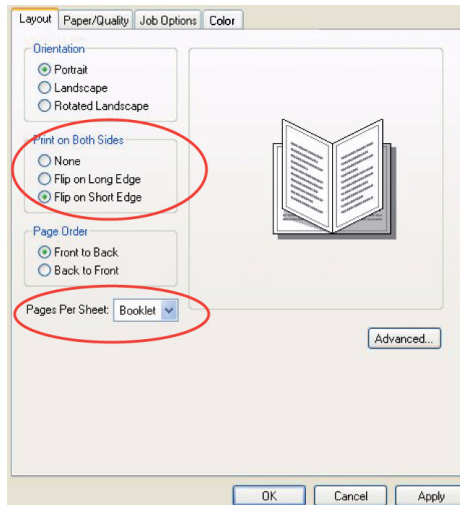 Layout Paper/Quality Job Options Color
Orientation
Portrait
Landscape
Rotated Landscape
Print on Both Sides
None
Flip on Long Edge
Flip on Short Edge
Page Order
Front to Back
Back to Front
Pages Per Sheet: Booklet
Advanced...
OK Cancel Apply